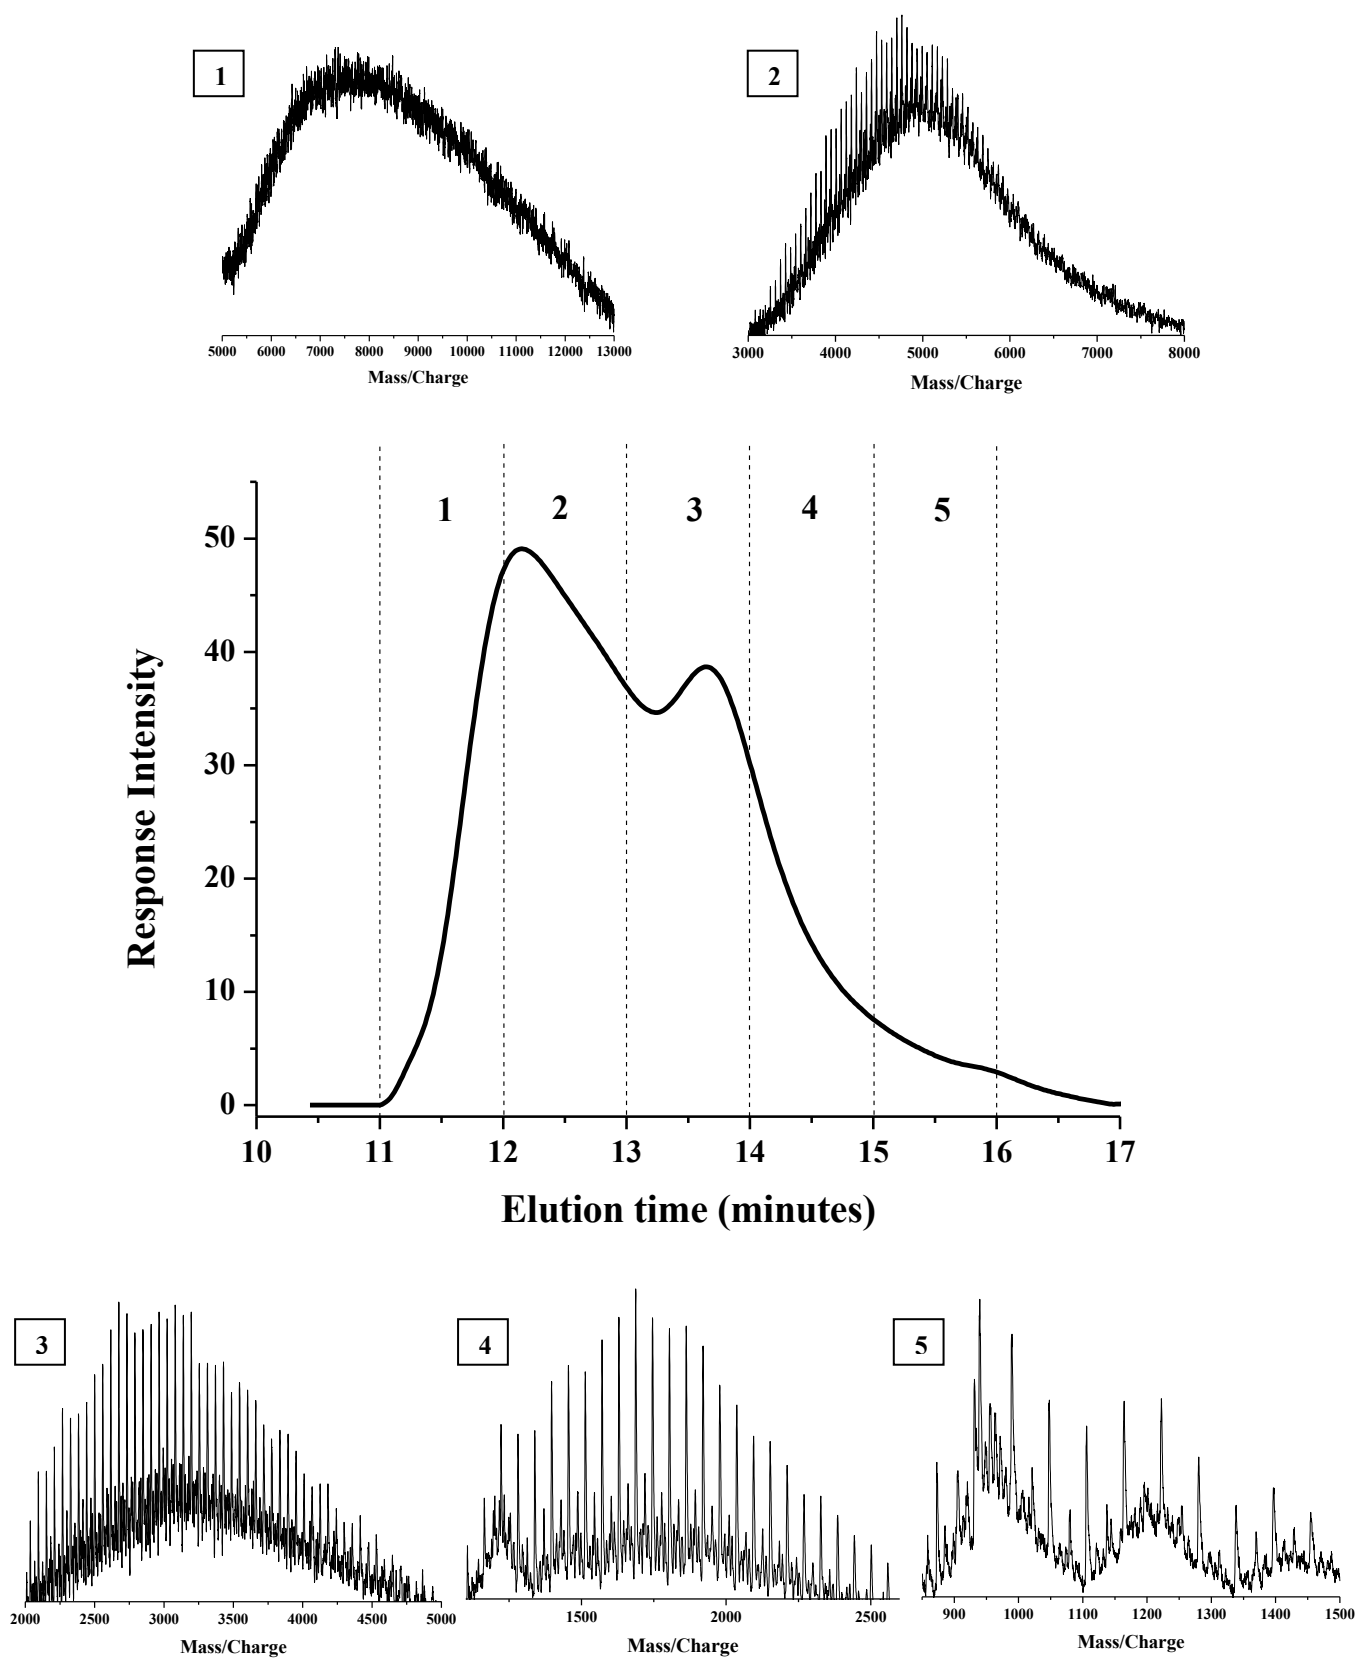 1
2
5000 6000 7000 8000 9000 10000 11000 12000 13000
Mass/Charge
3000 4000 5000 6000 7000 8000
Mass/Charge
1 2 3 4 5
50
40
30
20
10
0
Response Intensity
10 11 12 13 14 15 16 17
Elution time (minutes)
3
4
5
2000 2500 3000 3500 4000 4500 5000
Mass/Charge
1500 2000 2500
Mass/Charge
900 1000 1100 1200 1300 1400 1500
Mass/Charge